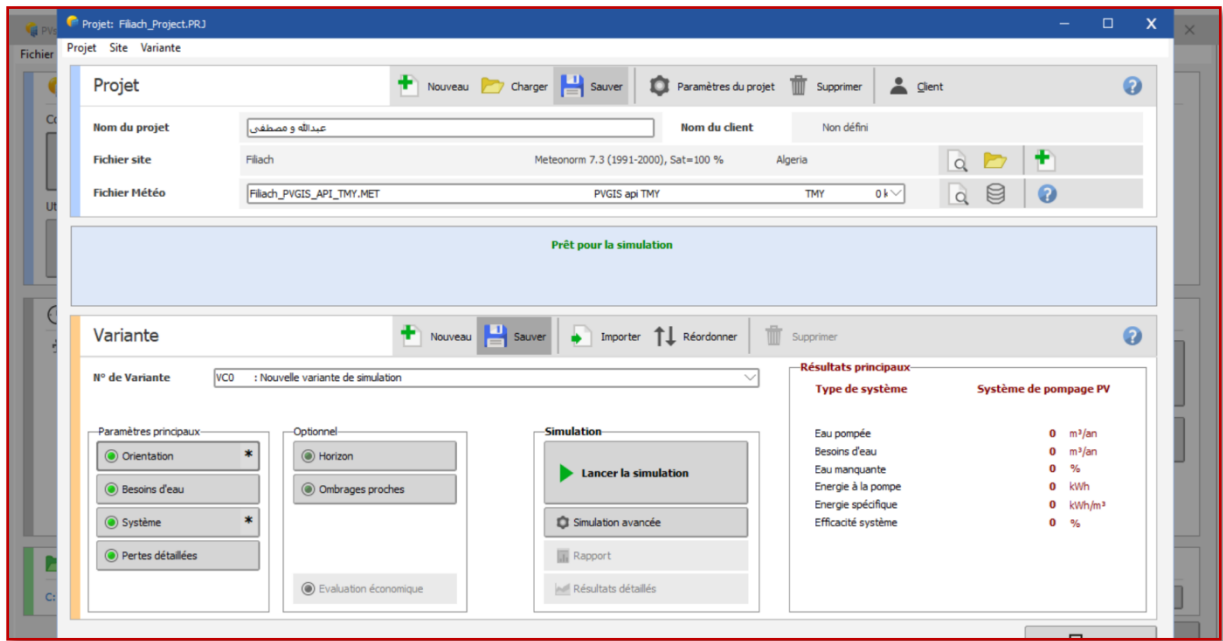 Projet: Filiach_Project.PRJ
Projet Site Variante
Fichier
Projet
Nouveau Charger Sauver Paramètres du projet Supprimer Client
Nom du projet عبدالله و مصطفى Nom du client Non défini
Fichier site Filiach Meteonorm 7.3 (1991-2000), Sat=100 % Algeria
Fichier Météo Filiach_PVGIS_API_TMY.MET PVGIS api TMY TMY 0 k
Prêt pour la simulation
Variante
Nouveau Sauver Importer Réordonner Supprimer
N° de Variante VC0 : Nouvelle variante de simulation
Résultats principaux
Type de système Système de pompage PV
Paramètres principaux
Orientation *
Besoins d'eau
Système *
Pertes détaillées
Optionnel
Horizon
Ombrages proches
Evaluation économique
Simulation
Lancer la simulation
Simulation avancée
Rapport
Résultats détaillés
Eau pompée 0 m³/an
Besoins d'eau 0 m³/an
Eau manquante 0 %
Energie à la pompe 0 kWh
Energie spécifique 0 kWh/m³
Efficacité système 0 %